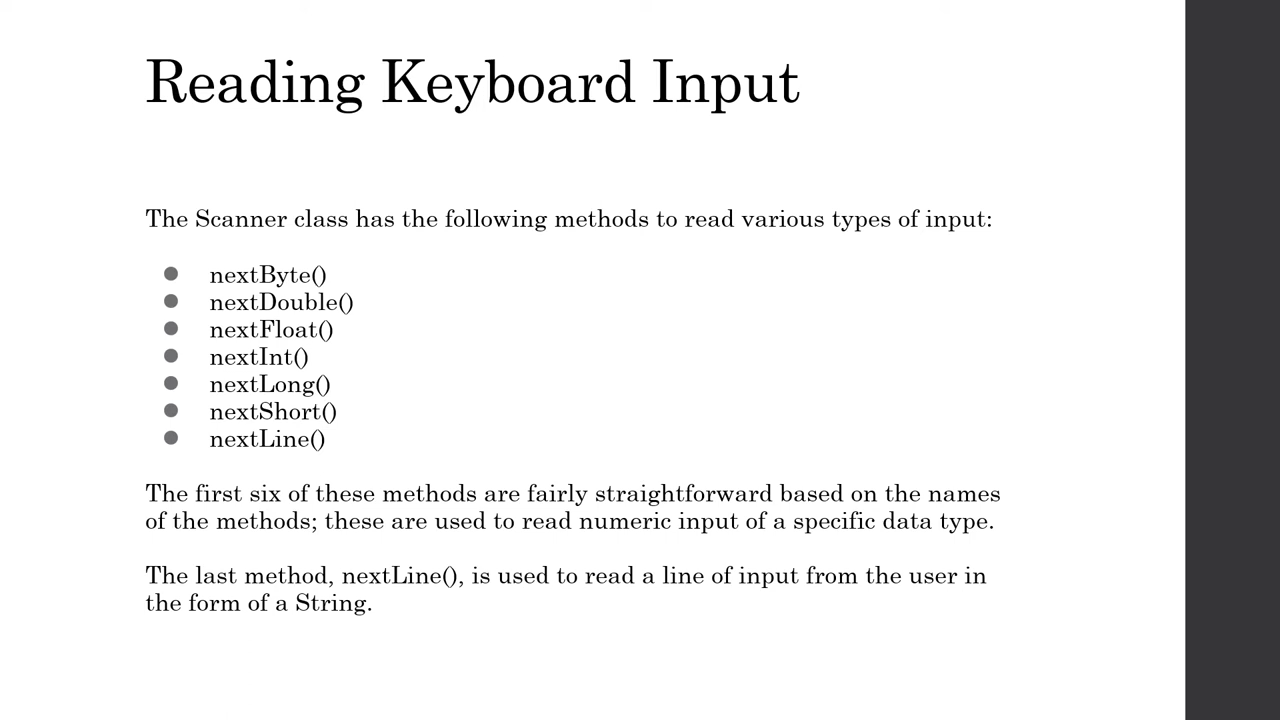 Reading Keyboard Input
The Scanner class has the following methods to read various types of input:
● nextByte()
● nextDouble()
● nextFloat()
● nextInt()
● nextLong()
● nextShort()
● nextLine()
The first six of these methods are fairly straightforward based on the names
of the methods; these are used to read numeric input of a specific data type.
The last method, nextLine(), is used to read a line of input from the user in
the form of a String.